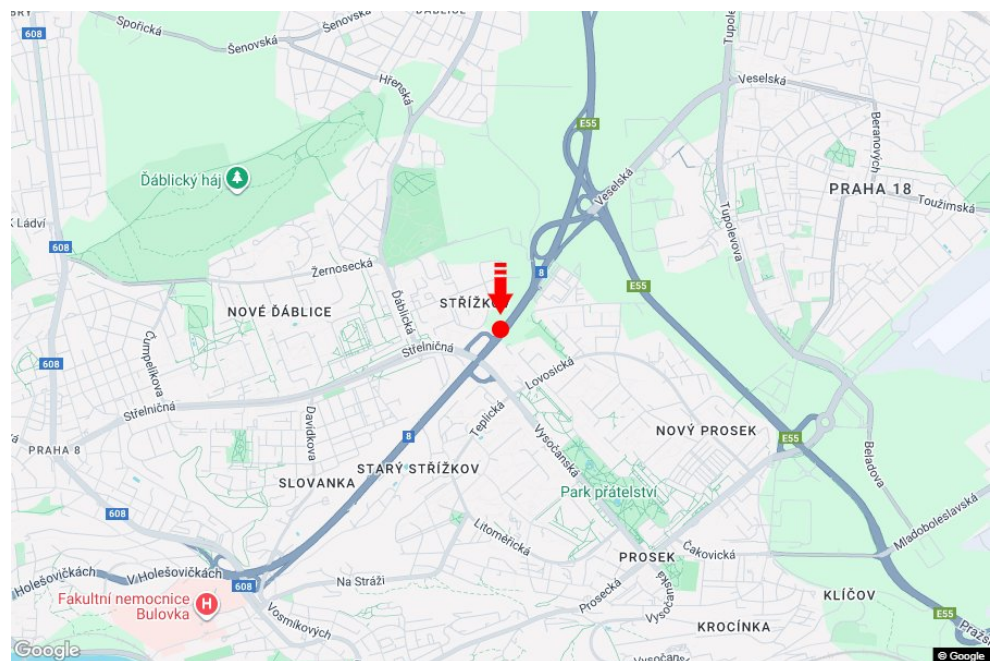 BRY
608
Spořická
Šenovská
ĎÁBLICE
Šenovská
Hřenská
Tupolevova
Veselská
E55
Beranových
Ďáblický háj
Veselská
PRAHA 18
Toužimská
K Ládví
Tupolevova
608
Žernosecká
8
E55
STŘÍŽKO
NOVÉ ĎÁBLICE
Ďáblická
Čumpelíkova
Střelničná
608
Lovosická
Střelničná
Davídkova
Teplická
Vysočanská
NOVÝ PROSEK
E55
PRAHA 8
8
STARÝ STŘÍŽKOV
SLOVANKA
Beladova
Park přátelství
608
Litoměřická
Mladoboleslavská
PROSEK
Čakovická
Holešovičkách
V Holešovičkách
608
Na Stráži
Prosecká
Fakultní nemocnice
Bulovka
H
Vosmíkových
KLÍČOV
E55
KROCÍNKA
Vysočanská
Google
© Google